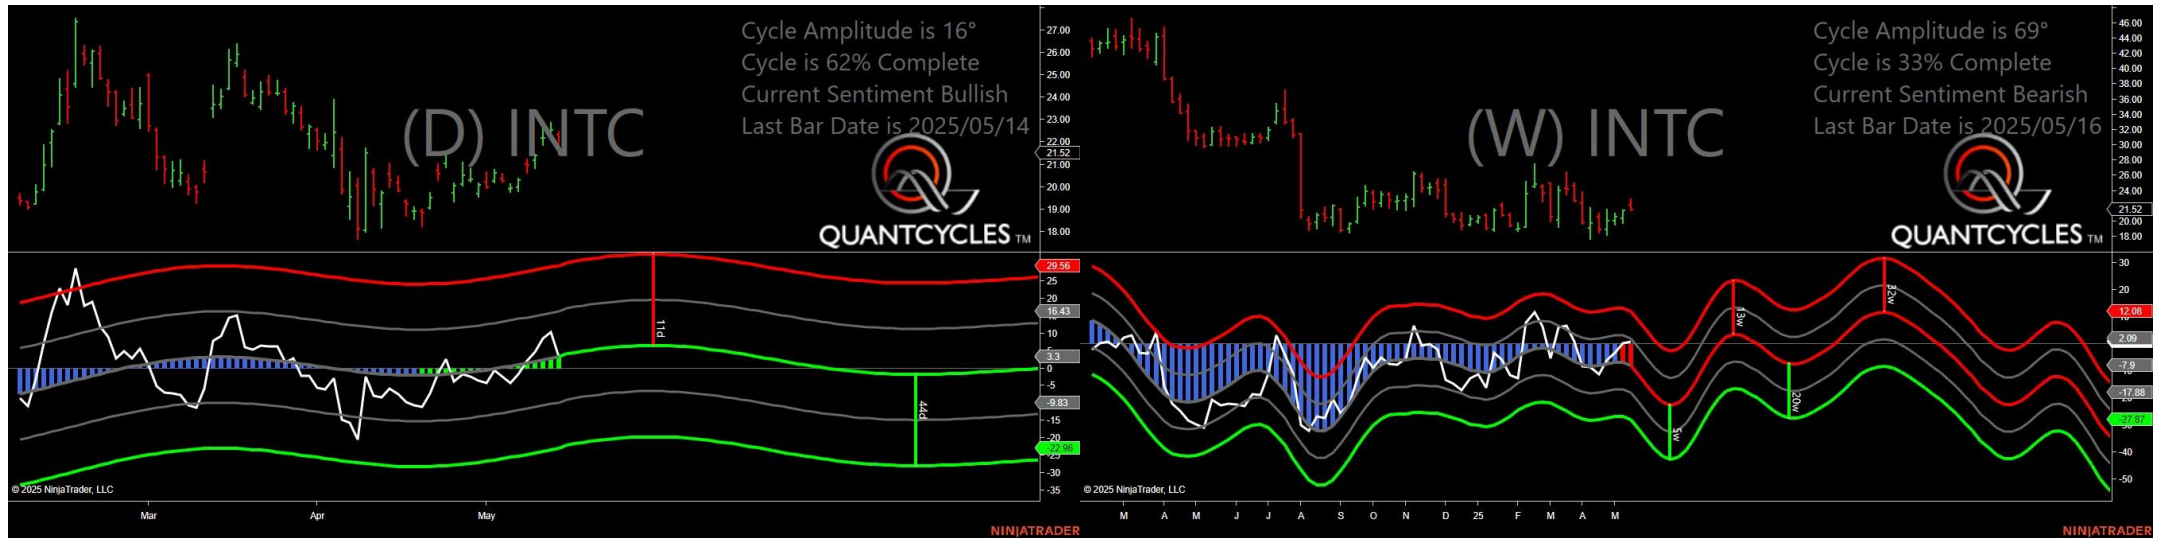 Cycle Amplitude is 16°
Cycle is 62% Complete
Current Sentiment Bullish
Last Bar Date is 2025/05/14
(D) INTC
QUANTCYCLES TM
27.00
26.00
25.00
24.00
23.00
22.00
21.52
21.00
20.00
19.00
18.00
29.56
25
20
16.43
10
5
3.3
0
-5
-9.83
-15
-20
-22.96
-25
-30
-35
11d
44d
© 2025 NinjaTrader, LLC
Mar
Apr
May
NINJATRADER
Cycle Amplitude is 69°
Cycle is 33% Complete
Current Sentiment Bearish
Last Bar Date is 2025/05/16
(W) INTC
QUANTCYCLES TM
46.00
44.00
42.00
40.00
38.00
36.00
34.00
32.00
30.00
28.00
26.00
24.00
21.52
20.00
18.00
30
20
12.08
2.09
-7.9
-17.88
-27.87
-40
-50
5w
13w
20w
32w
© 2025 NinjaTrader, LLC
M A M J J A S O N D 25 F M A M
NINJATRADER